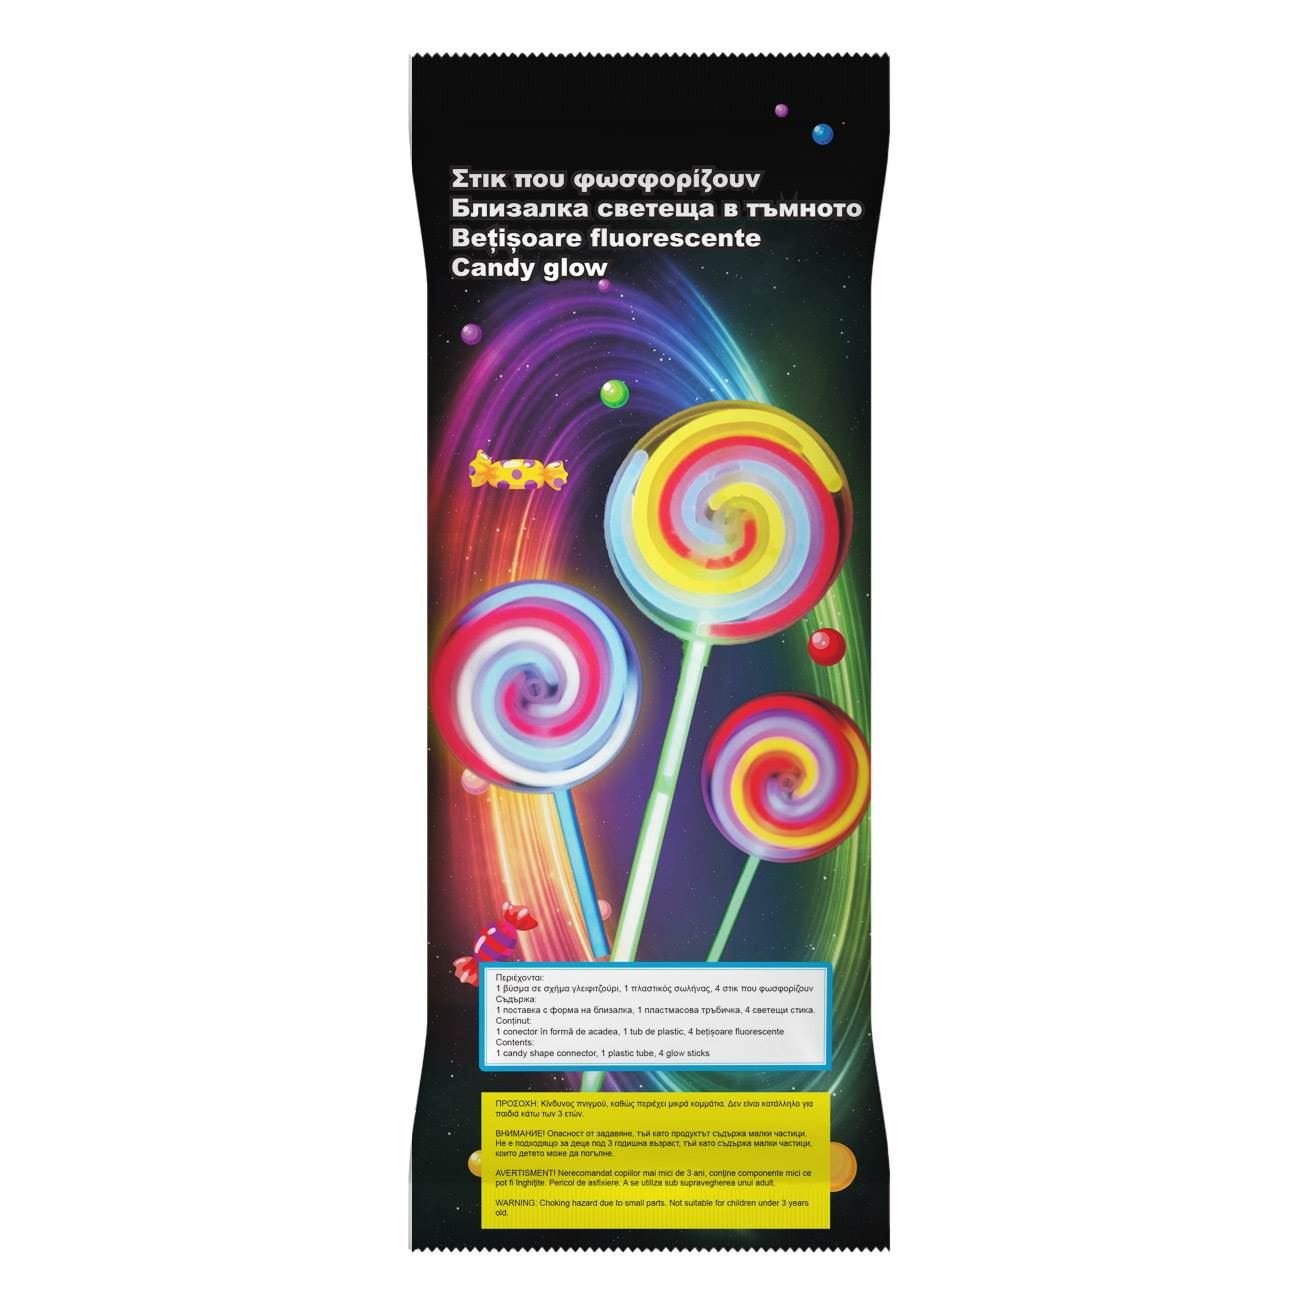 Στικ που φωσφορίζουν
Близалка светеща в тъмното
Bețișoare fluorescente
Candy glow
Περιέχονται:
1 βύσμα σε σχήμα γλειφιτζούρι, 1 πλαστικός σωλήνας, 4 στικ που φωσφορίζουν
Съдържа:
1 поставка с форма на близалка, 1 пластмасова тръбичка, 4 светещи стика.
Conținut:
1 conector în formă de acadea, 1 tub de plastic, 4 bețișoare fluorescente
Contents:
1 candy shape connector, 1 plastic tube, 4 glow sticks
ΠΡΟΣΟΧΗ: Κίνδυνος πνιγμού, καθώς περιέχει μικρά κομμάτια. Δεν είναι κατάλληλο για
παιδιά κάτω των 3 ετών.
ВНИМАНИЕ! Опасност от задавяне, тъй като продуктът съдържа малки частици.
Не е подходящо за деца под 3 годишна възраст, тъй като съдържа малки частици,
които детето може да погълне.
AVERTISMENT! Nerecomandat copiilor mai mici de 3 ani, conține componente mici ce
pot fi înghițite. Pericol de asfixiere. A se utiliza sub supravegherea unui adult.
WARNING: Choking hazard due to small parts. Not suitable for children under 3 years
old.